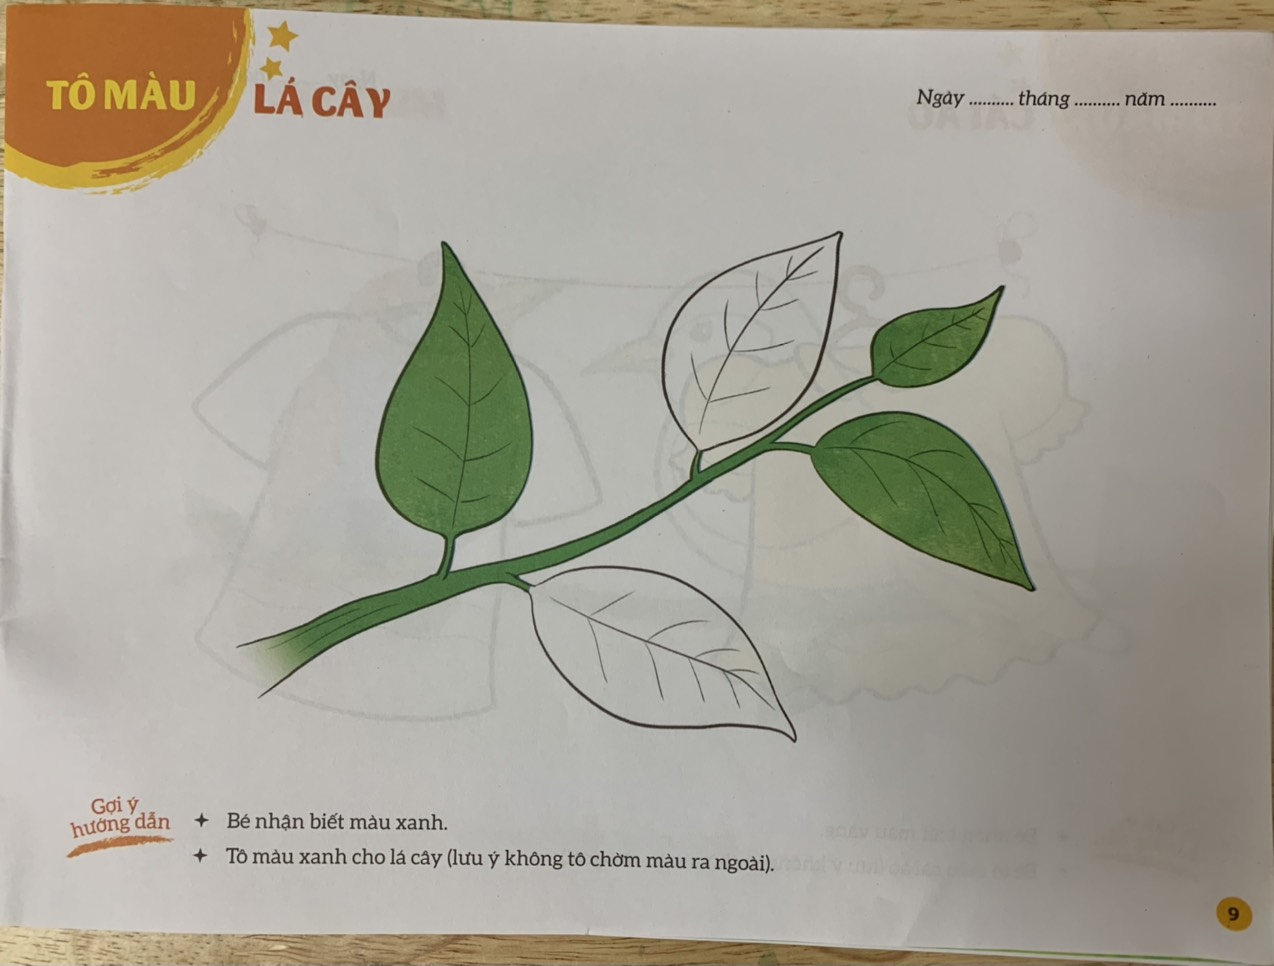 TÔ MÀU
LÁ CÂY
Ngày .......... tháng .......... năm ..........
Gợi ý
hướng dẫn
Bé nhận biết màu xanh.
Tô màu xanh cho lá cây (lưu ý không tô chờm màu ra ngoài).
9